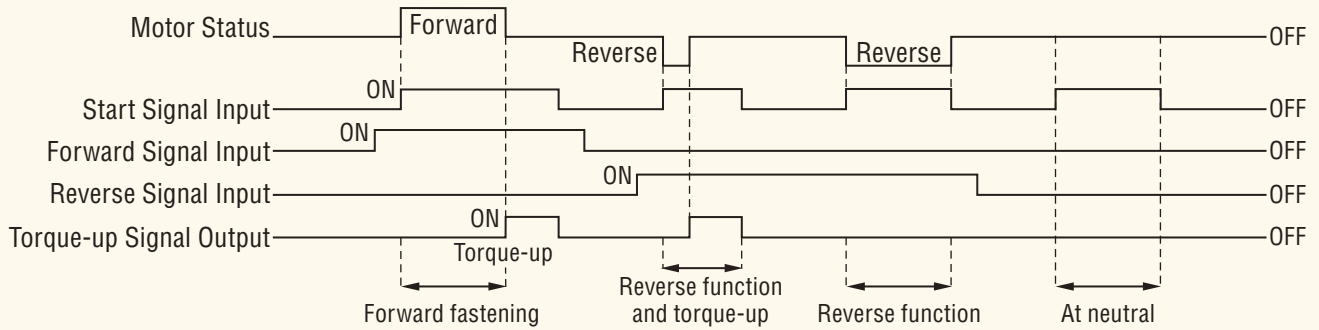 Motor Status
Forward
Reverse
Reverse
OFF
Start Signal Input
ON
OFF
Forward Signal Input
ON
OFF
Reverse Signal Input
ON
OFF
Torque-up Signal Output
ON
OFF
Torque-up
Forward fastening
Reverse function
and torque-up
Reverse function
At neutral